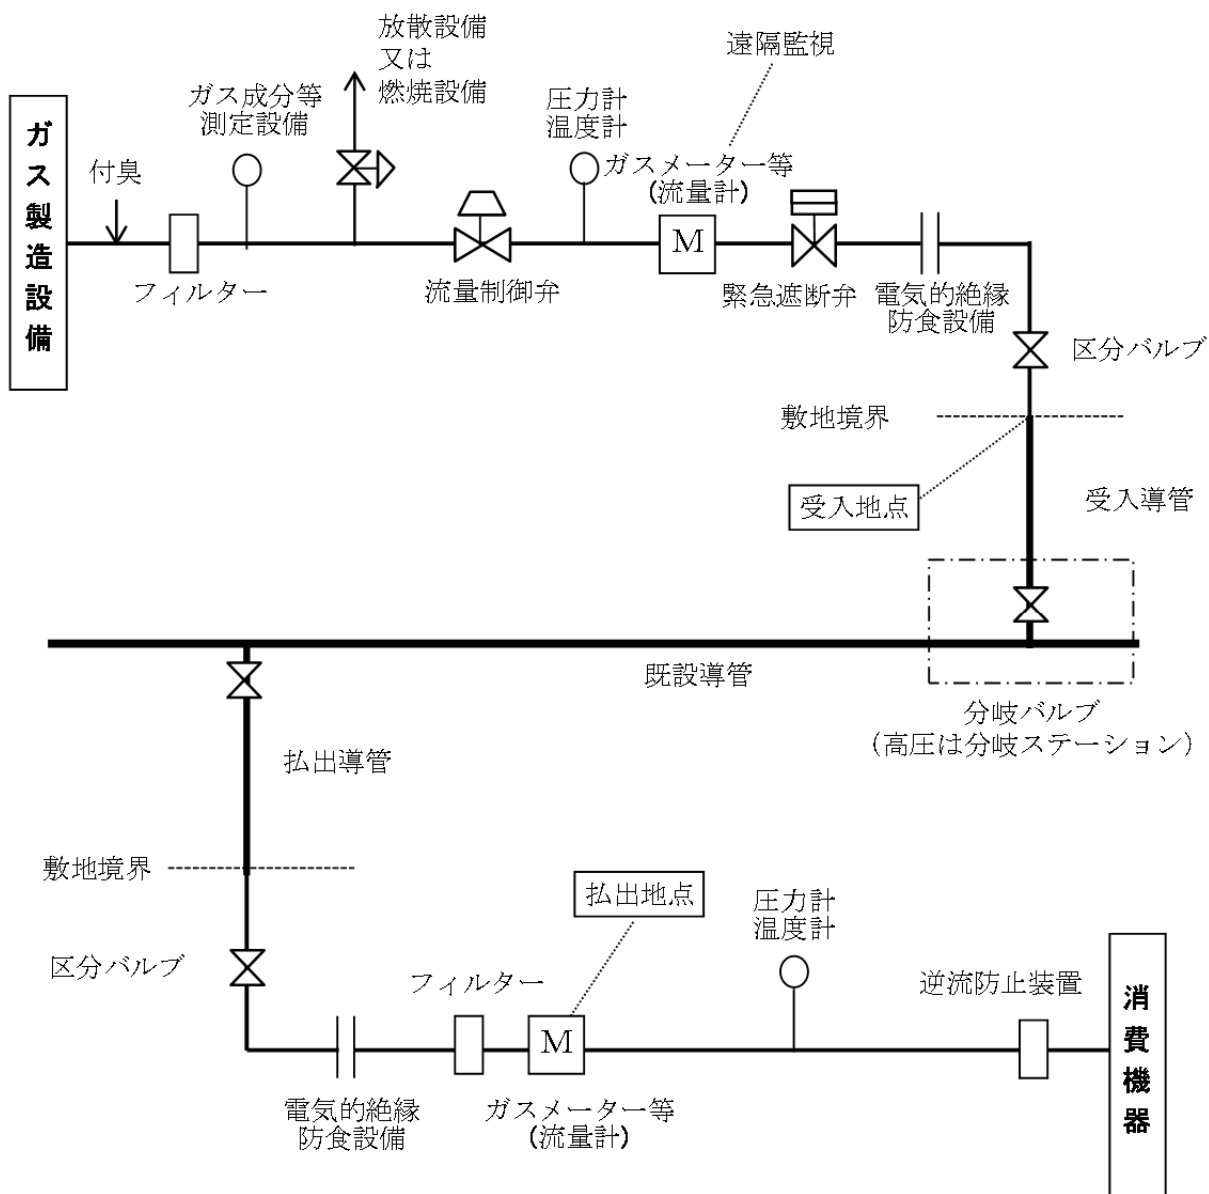 放散設備
又は
燃焼設備
遠隔監視
ガス成分等
測定設備
圧力計
温度計
ガス製造設備
付臭
ガスメーター等
(流量計)
M
フィルター
流量制御弁
緊急遮断弁
電気的絶縁
防食設備
区分バルブ
敷地境界
受入地点
受入導管
既設導管
分岐バルブ
（高圧は分岐ステーション）
払出導管
敷地境界
払出地点
圧力計
温度計
区分バルブ
フィルター
逆流防止装置
消費機器
M
電気的絶縁
防食設備
ガスメーター等
(流量計)